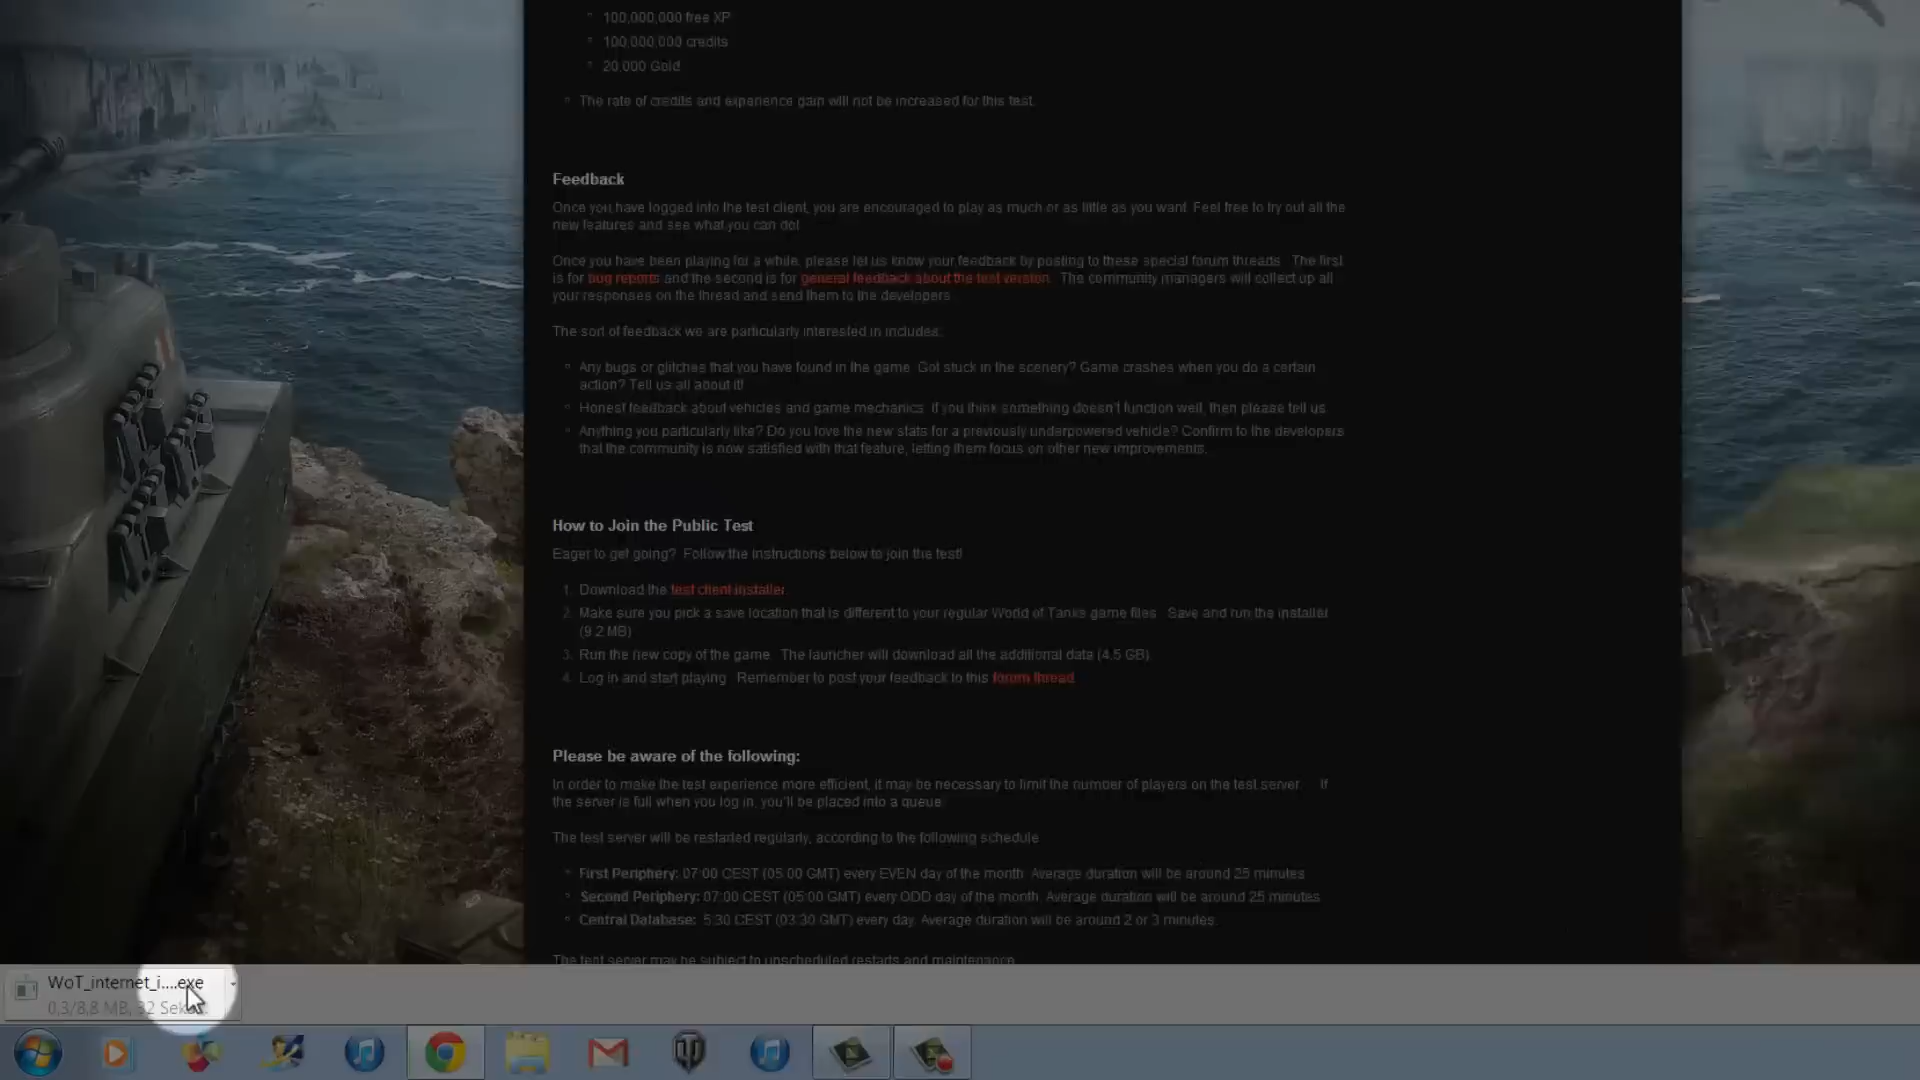 100,000,000 free XP
100,000,000 credits
20,000 Gold
The rate of credits and experience gain will not be increased for this test.
Feedback
Once you have logged into the test client, you are encouraged to play as much or as little as you want. Feel free to try out all the
new features and see what you can do!
Once you have been playing for a while, please let us know your feedback by posting to these special forum threads. The first
is for bug reports and the second is for general feedback about the test version. The community managers will collect up all
your responses on the thread and send them to the developers.
The sort of feedback we are particularly interested in includes:
Any bugs or glitches that you have found in the game. Got stuck in the scenery? Game crashes when you do a certain
action? Tell us all about it!
Honest feedback about vehicles and game mechanics. If you think something doesn't function well, then please tell us.
Anything you particularly like? Do you love the new stats for a previously underpowered vehicle? Confirm to the developers
that the community is now satisfied with that feature, letting them focus on other new improvements.
How to Join the Public Test
Eager to get going? Follow the instructions below to join the test!
1. Download the test client installer.
2. Make sure you pick a save location that is different to your regular World of Tanks game files. Save and run the installer
(9.2 MB)
3. Run the new copy of the game. The launcher will download all the additional data (4.5 GB)
4. Log in and start playing. Remember to post your feedback to this forum thread.
Please be aware of the following:
In order to make the test experience more efficient, it may be necessary to limit the number of players on the test server. If
the server is full when you log in, you'll be placed into a queue.
The test server will be restarted regularly, according to the following schedule
First Periphery: 07:00 CEST (05:00 GMT) every EVEN day of the month. Average duration will be around 25 minutes
Second Periphery: 07:00 CEST (05:00 GMT) every ODD day of the month. Average duration will be around 25 minutes
Central Database: 5:30 CEST (03:30 GMT) every day. Average duration will be around 2 or 3 minutes.
The test server may be subject to unscheduled restarts and maintenance
WoT_internet_i....exe
0,3/8,8 MB, 32